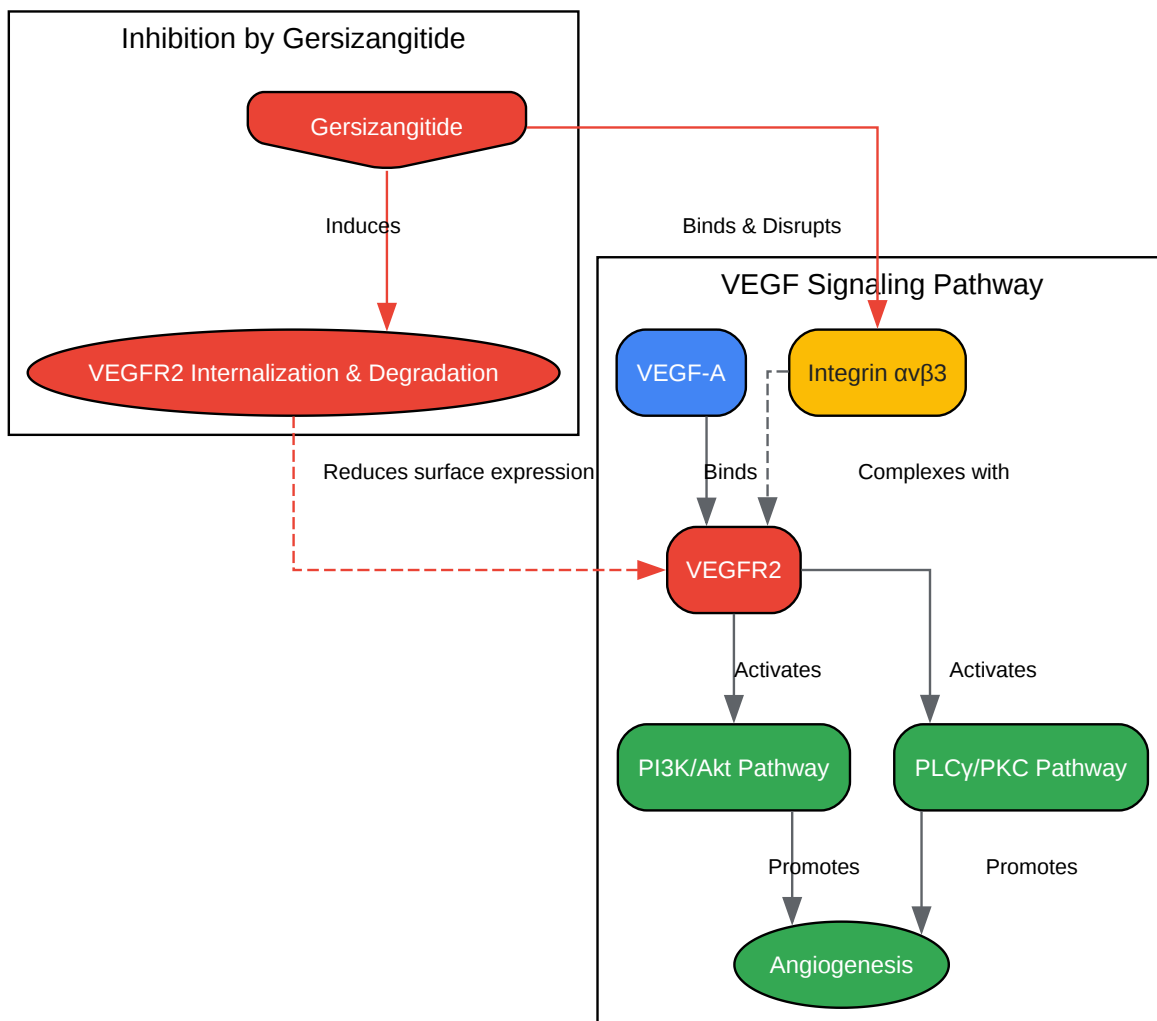 Inhibition by Gersizangitide
Gersizangitide
Induces
Binds & Disrupts
VEGF Signaling Pathway
VEGFR2 Internalization & Degradation
VEGF-A
Integrin αvβ3
Reduces surface expression
Binds
Complexes with
VEGFR2
Activates
Activates
PI3K/Akt Pathway
PLCγ/PKC Pathway
Promotes
Promotes
Angiogenesis